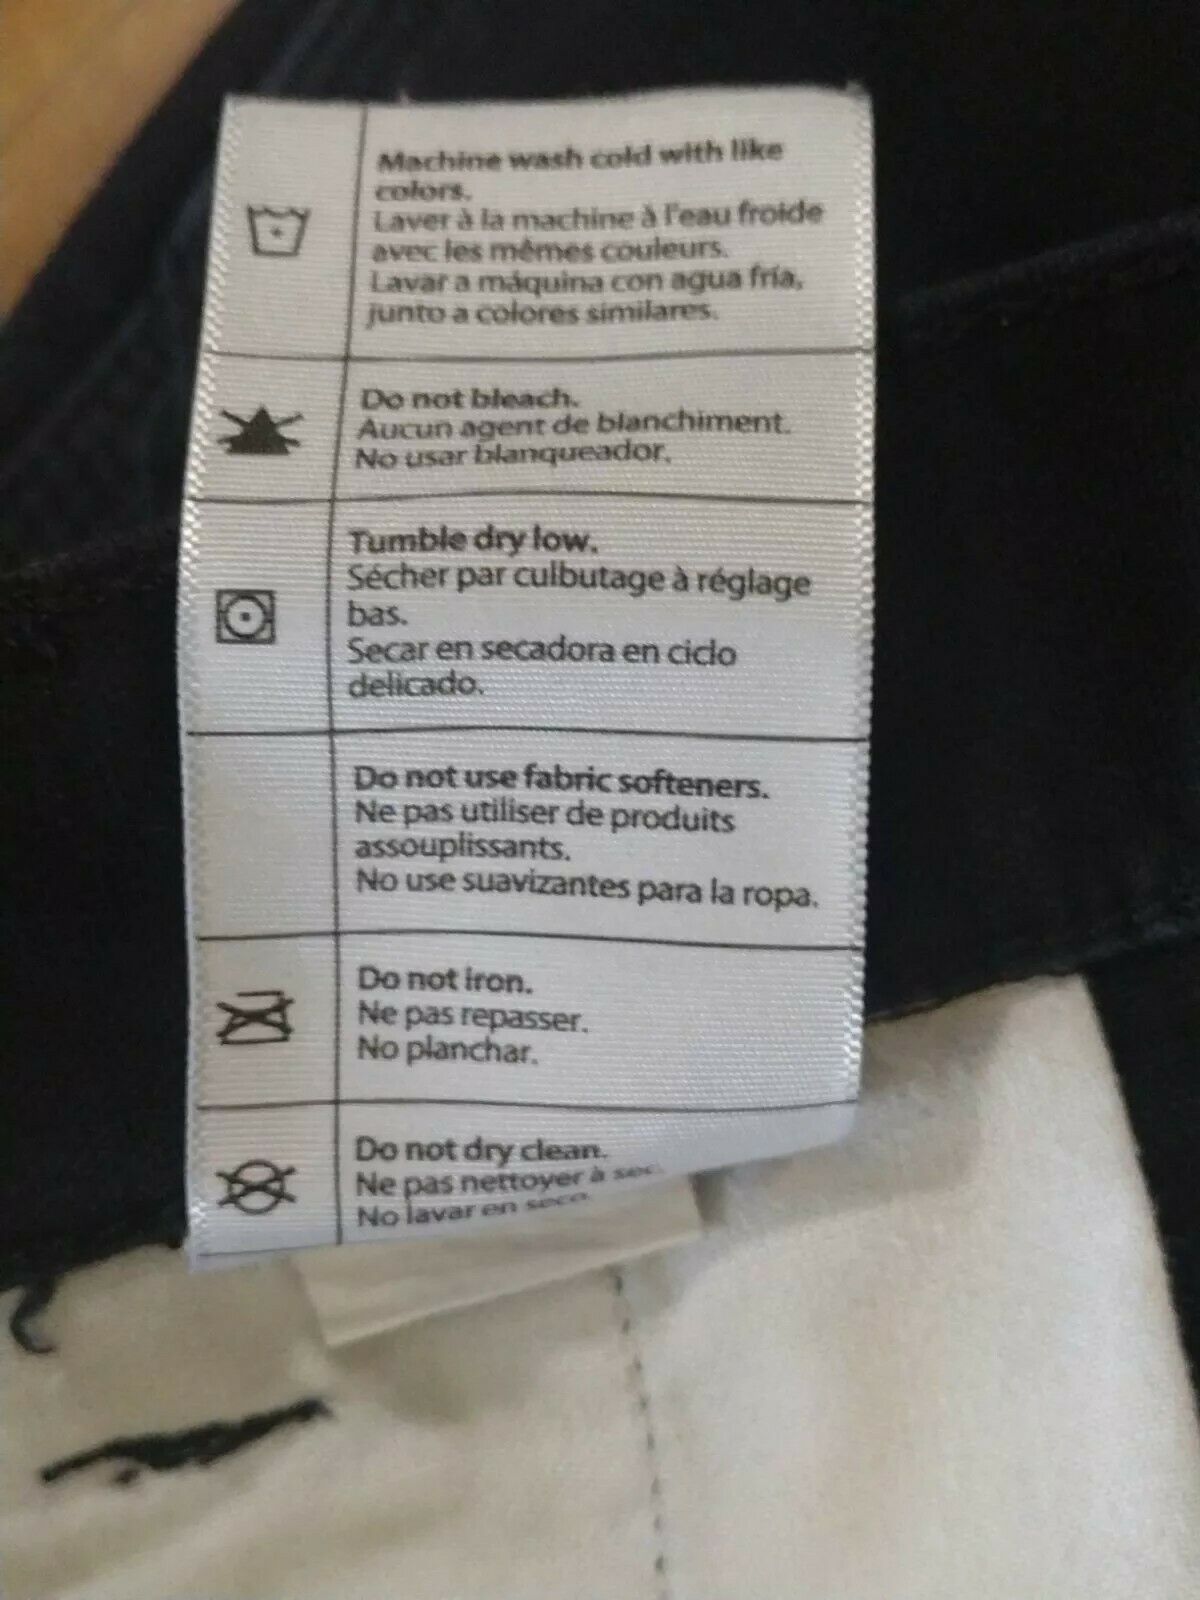 Machine wash cold with like
colors.
Laver à la machine à l'eau froide
avec les mêmes couleurs.
Lavar a máquina con agua fría,
junto a colores similares.
Do not bleach.
Aucun agent de blanchiment.
No usar blanqueador.
Tumble dry low.
Sécher par culbutage à réglage
bas.
Secar en secadora en ciclo
delicado.
Do not use fabric softeners.
Ne pas utiliser de produits
assouplissants.
No use suavizantes para la ropa.
Do not iron.
Ne pas repasser.
No planchar.
Do not dry clean.
Ne pas nettoyer à sec.
No lavar en seco.